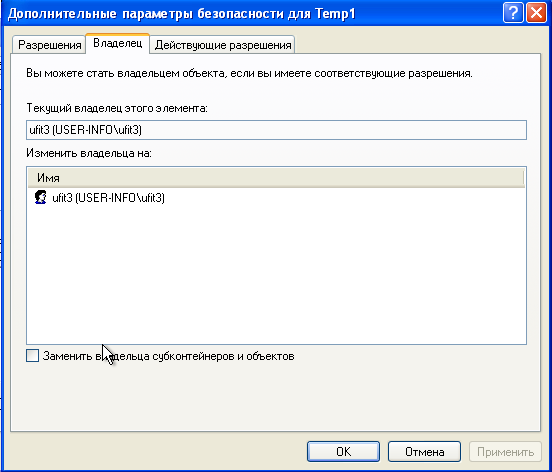 Дополнительные параметры безопасности для Temp1
Разрешения Владелец Действующие разрешения
Вы можете стать владельцем объекта, если вы имеете соответствующие разрешения.
Текущий владелец этого элемента:
ufit3 (USER-INFO\ufit3)
Изменить владельца на:
Имя
ufit3 (USER-INFO\ufit3)
Заменить владельца субконтейнеров и объектов
OK Отмена Применить